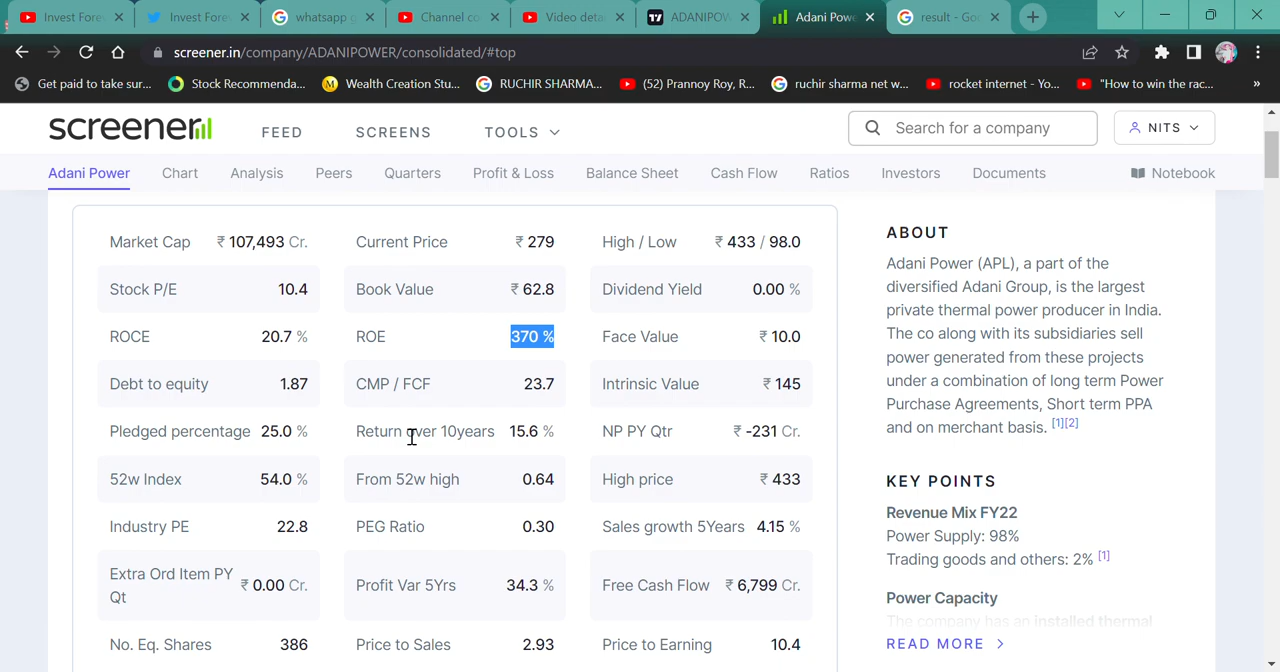 Invest Forev
Invest Forev
whatsapp g
Channel co
Video deta
ADANIPOW
Adani Powe
result - Goo
screener.in/company/ADANIPOWER/consolidated/#top
Get paid to take sur...
Stock Recommenda...
Wealth Creation Stu...
RUCHIR SHARMA...
(52) Prannoy Roy, R...
ruchir sharma net w...
rocket internet - Yo...
"How to win the rac...
»
screener
FEED
SCREENS
TOOLS
Search for a company
NITS
Adani Power
Chart
Analysis
Peers
Quarters
Profit & Loss
Balance Sheet
Cash Flow
Ratios
Investors
Documents
Notebook
Market Cap ₹ 107,493 Cr.
Current Price ₹ 279
High / Low ₹ 433 / 98.0
Stock P/E 10.4
Book Value ₹ 62.8
Dividend Yield 0.00 %
ROCE 20.7 %
ROE 370 %
Face Value ₹ 10.0
Debt to equity 1.87
CMP / FCF 23.7
Intrinsic Value ₹ 145
Pledged percentage 25.0 %
Return over 10years 15.6 %
NP PY Qtr ₹ -231 Cr.
52w Index 54.0 %
From 52w high 0.64
High price ₹ 433
Industry PE 22.8
PEG Ratio 0.30
Sales growth 5Years 4.15 %
Extra Ord Item PY
Qt
₹ 0.00 Cr.
Profit Var 5Yrs 34.3 %
Free Cash Flow ₹ 6,799 Cr.
No. Eq. Shares 386
Price to Sales 2.93
Price to Earning 10.4
ABOUT
Adani Power (APL), a part of the
diversified Adani Group, is the largest
private thermal power producer in India.
The co along with its subsidiaries sell
power generated from these projects
under a combination of long term Power
Purchase Agreements, Short term PPA
and on merchant basis. [1][2]
KEY POINTS
Revenue Mix FY22
Power Supply: 98%
Trading goods and others: 2% [1]
Power Capacity
The company has an installed thermal
READ MORE